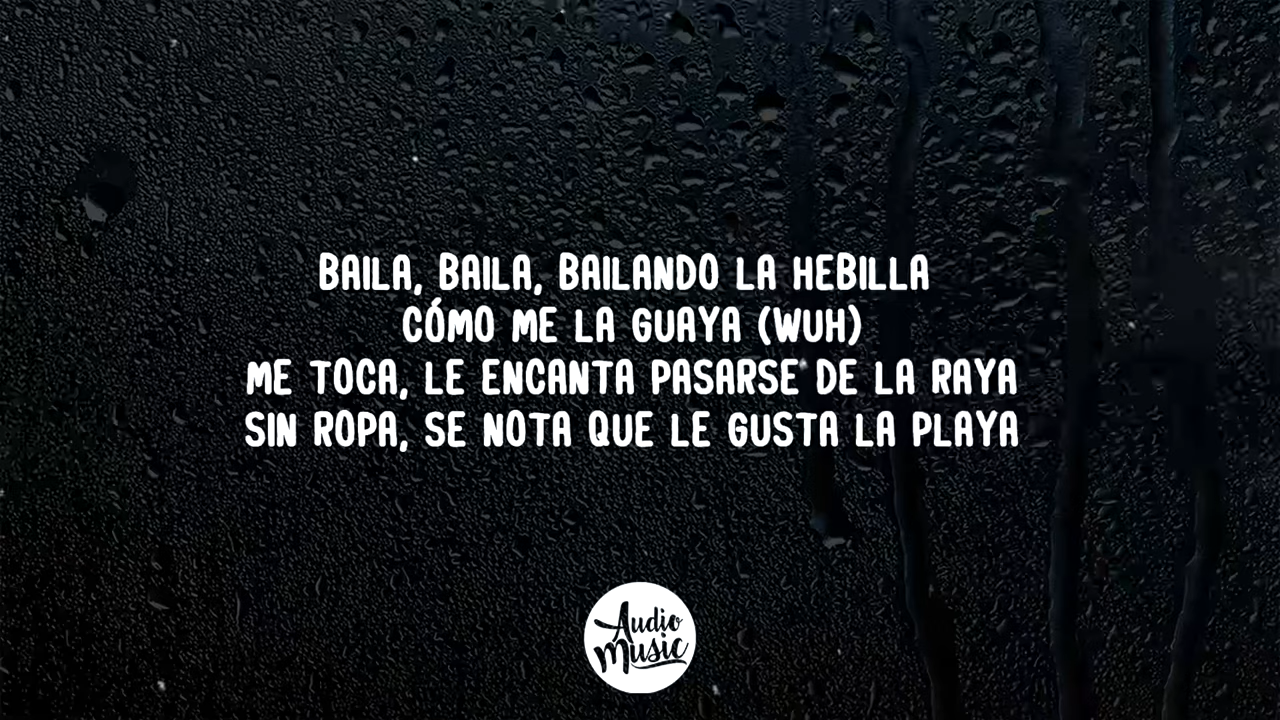 BAILA, BAILA, BAILANDO LA HEBILLA
CÓMO ME LA GUAYA (WUH)
ME TOCA, LE ENCANTA PASARSE DE LA RAYA
SIN ROPA, SE NOTA QUE LE GUSTA LA PLAYA
Audio
Music